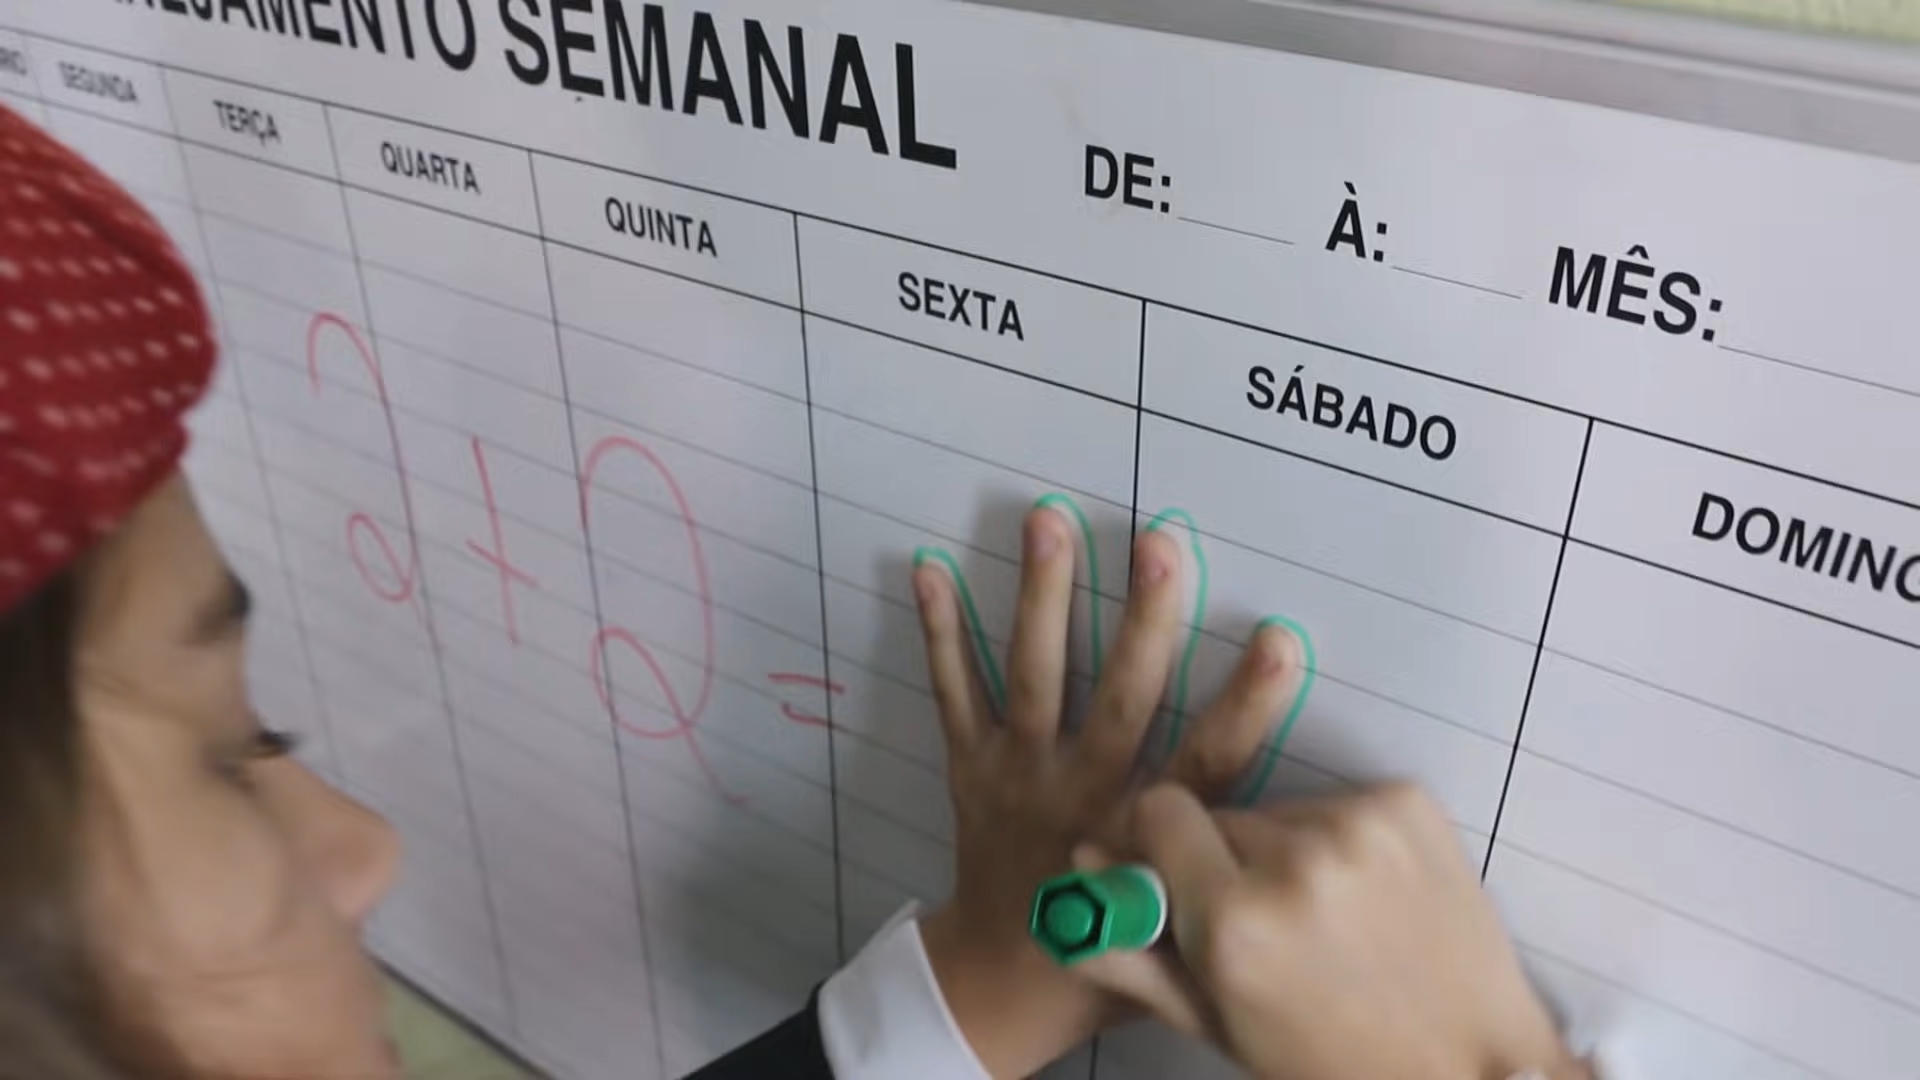 SEMANAL
DE: À: MÊS:
SEGUNDA TERÇA QUARTA QUINTA SEXTA SÁBADO
2+2=